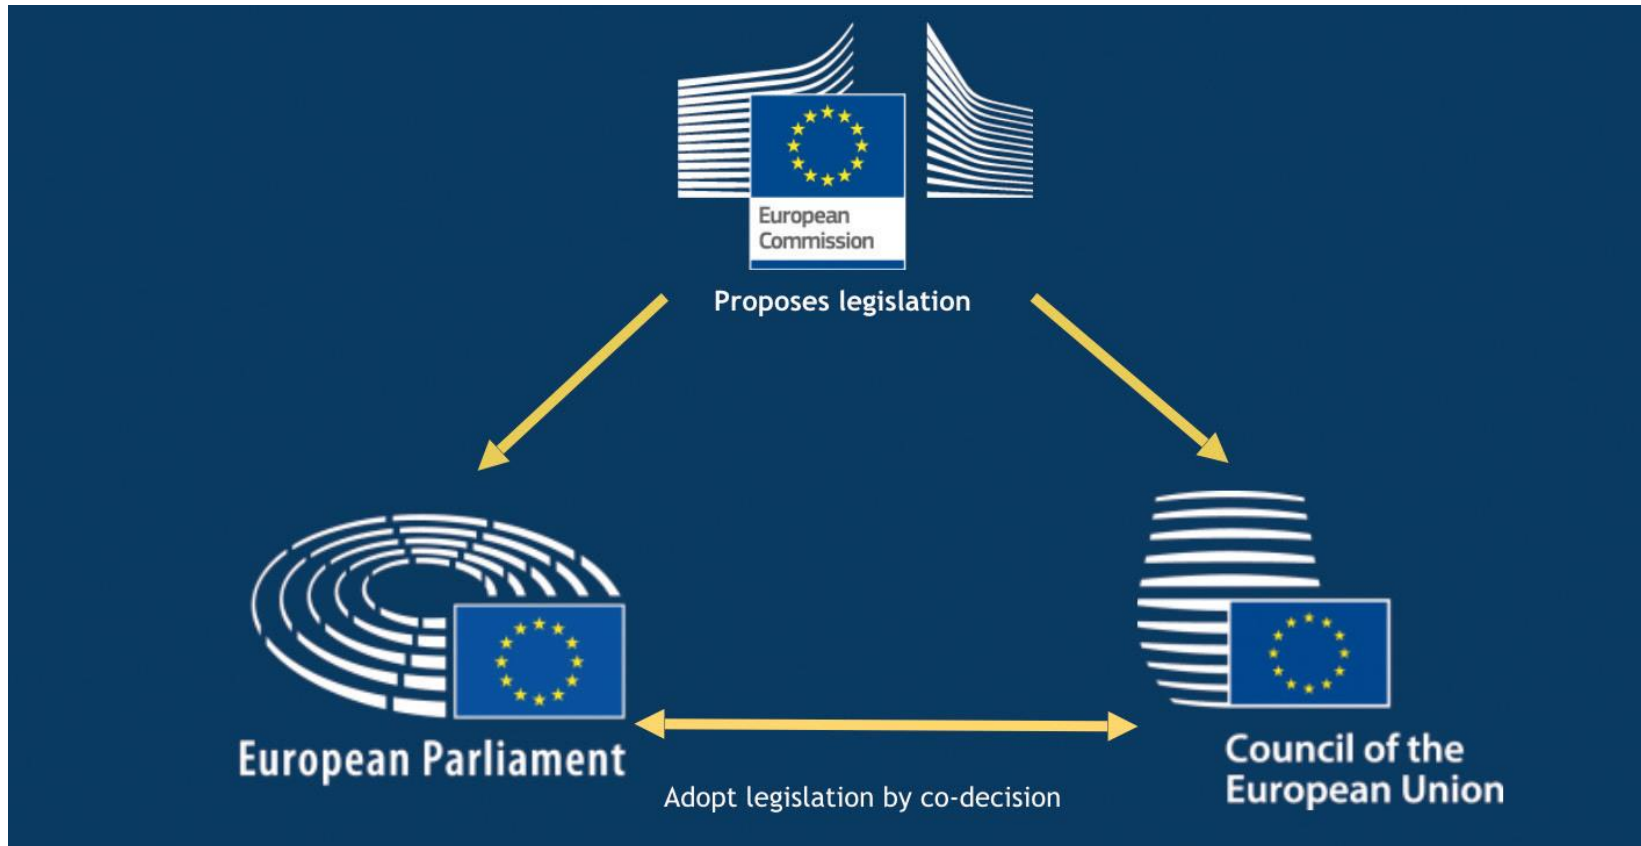 European
Commission
Proposes legislation
European Parliament
Council of the
European Union
Adopt legislation by co-decision